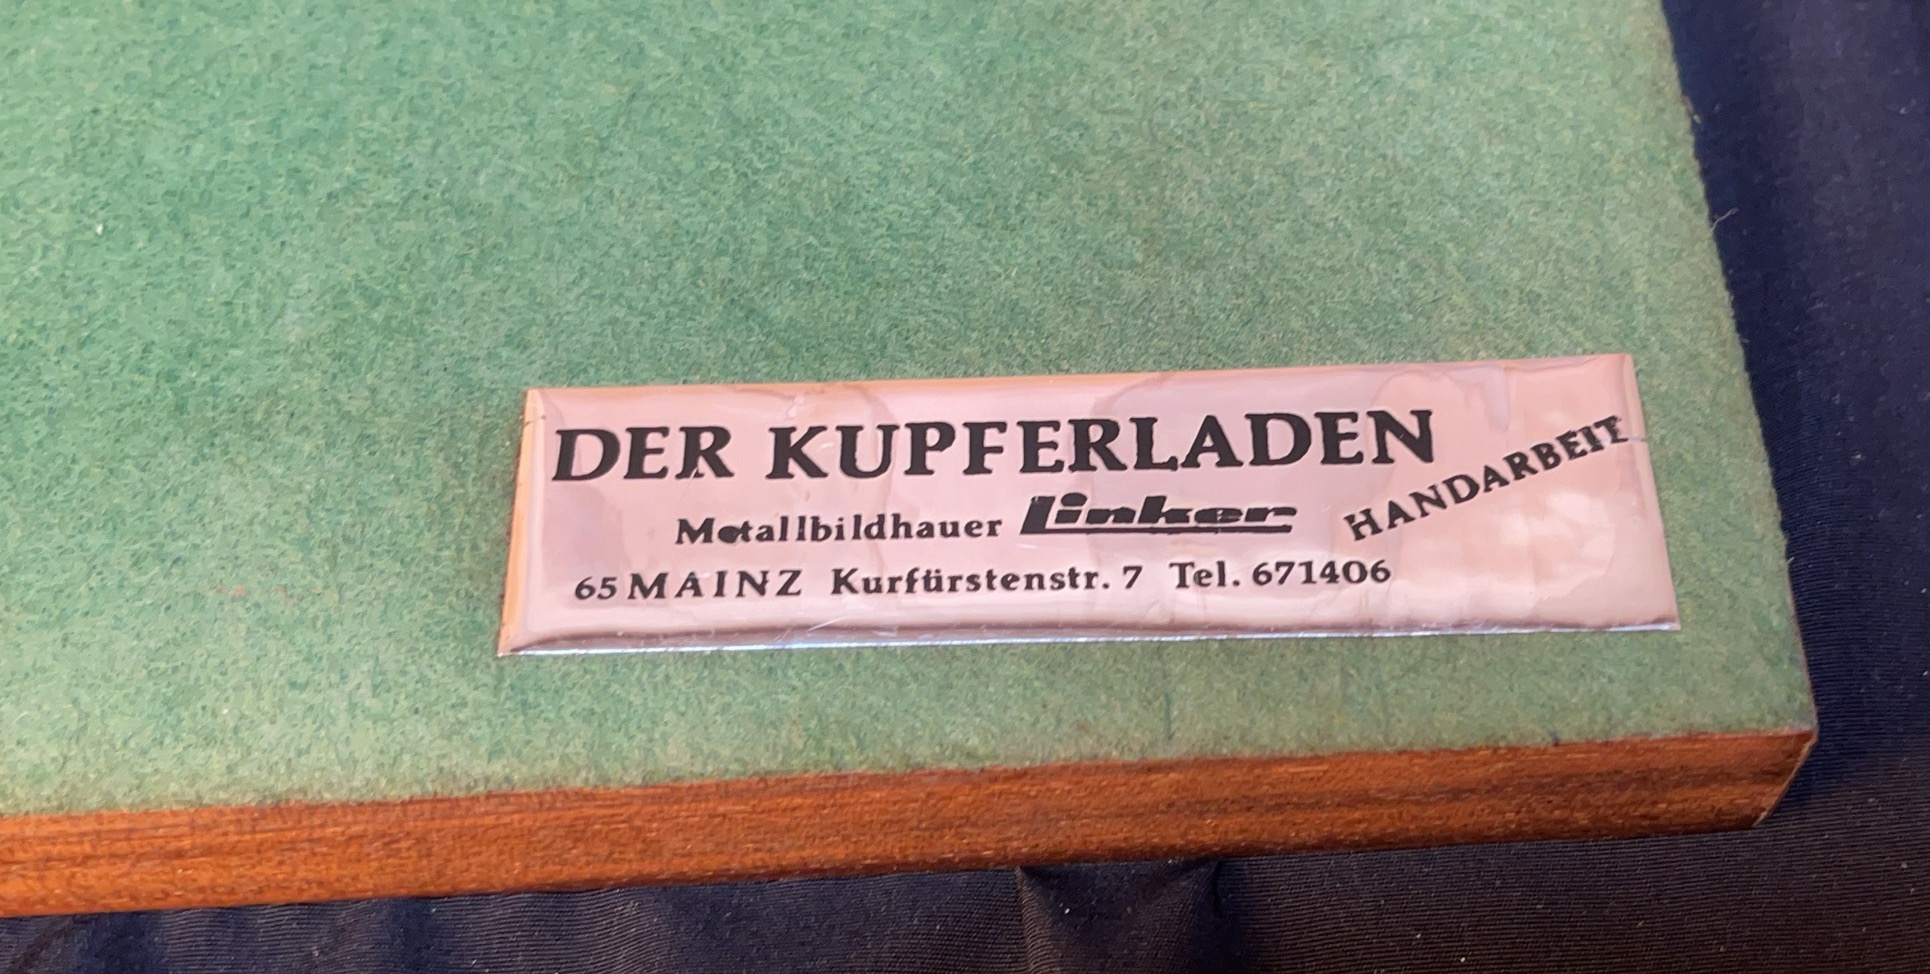 DER KUPFERLADEN
Metallbildhauer Linker HANDARBEIT
65 MAINZ Kurfürstenstr. 7 Tel. 671406